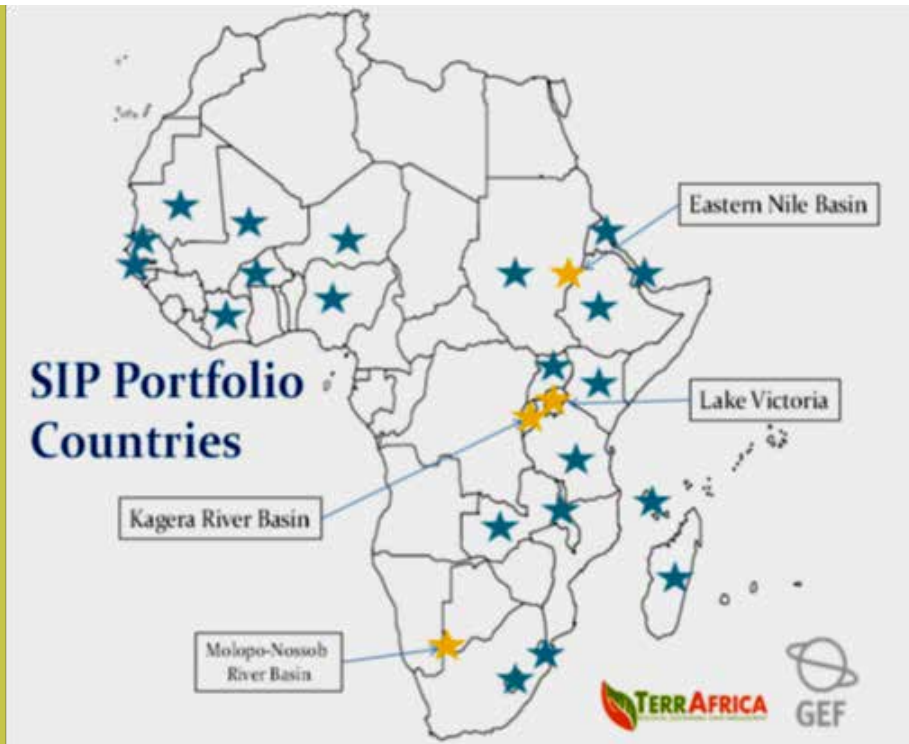 Eastern Nile Basin
SIP Portfolio
Countries
Lake Victoria
Kagera River Basin
Molopo-Nossob
River Basin
TERRAFRICA
GEF